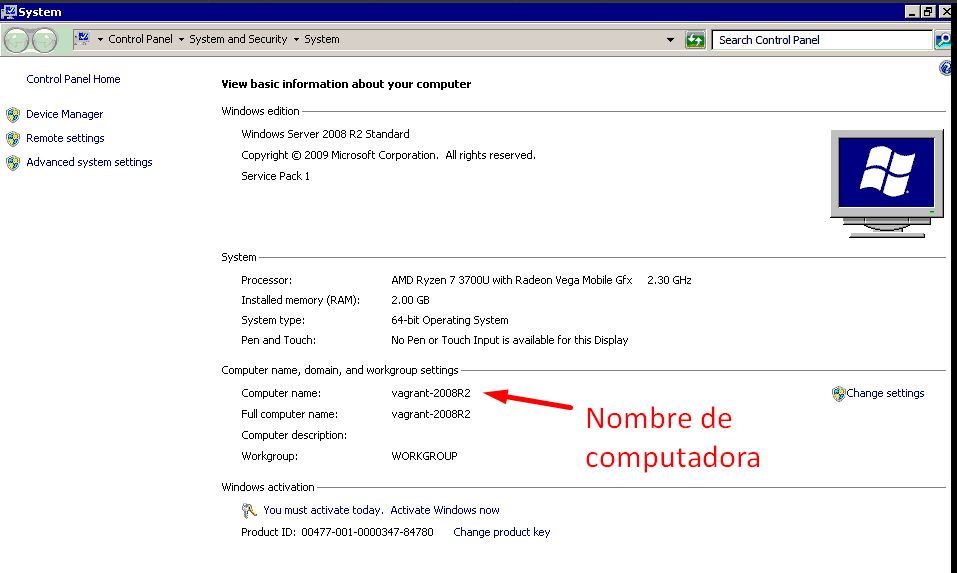 System
Control Panel System and Security System
Search Control Panel
Control Panel Home
Device Manager
Remote settings
Advanced system settings
View basic information about your computer
Windows edition
Windows Server 2008 R2 Standard
Copyright © 2009 Microsoft Corporation. All rights reserved.
Service Pack 1
System
Processor: AMD Ryzen 7 3700U with Radeon Vega Mobile Gfx 2.30 GHz
Installed memory (RAM): 2.00 GB
System type: 64-bit Operating System
Pen and Touch: No Pen or Touch Input is available for this Display
Computer name, domain, and workgroup settings
Computer name: vagrant-2008R2
Change settings
Full computer name: vagrant-2008R2
Computer description:
Workgroup: WORKGROUP
Nombre de
computadora
Windows activation
You must activate today. Activate Windows now
Product ID: 00477-001-0000347-84780 Change product key